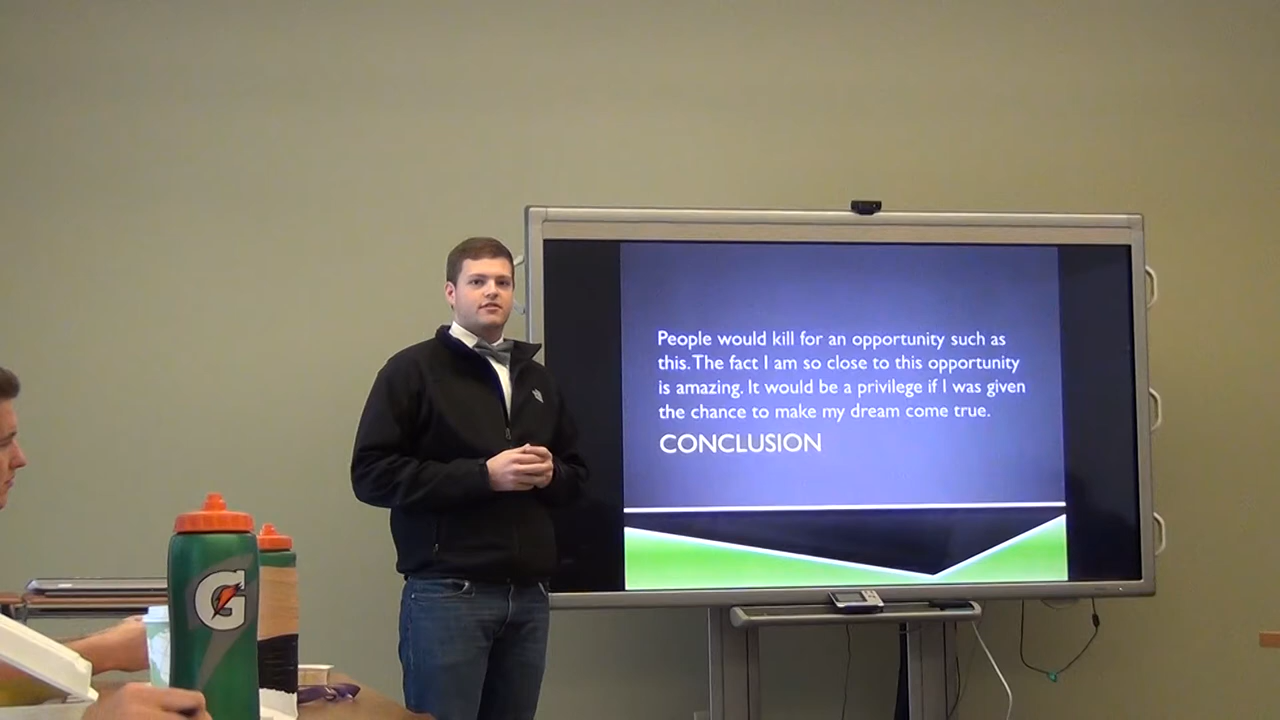 People would kill for an opportunity such as
this. The fact I am so close to this opportunity
is amazing. It would be a privilege if I was given
the chance to make my dream come true.
CONCLUSION
G